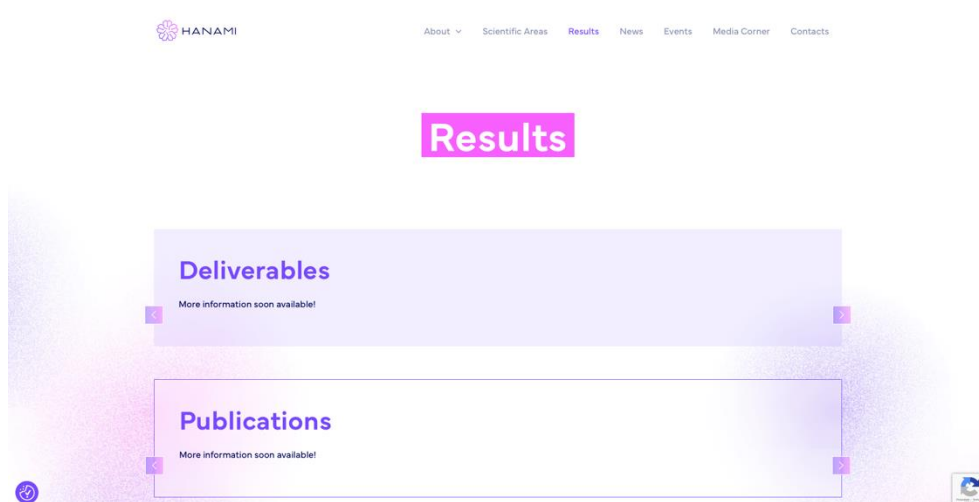 HANAMI
About
Scientific Areas
Results
News
Events
Media Corner
Contacts
Results
Deliverables
More information soon available!
Publications
More information soon available!